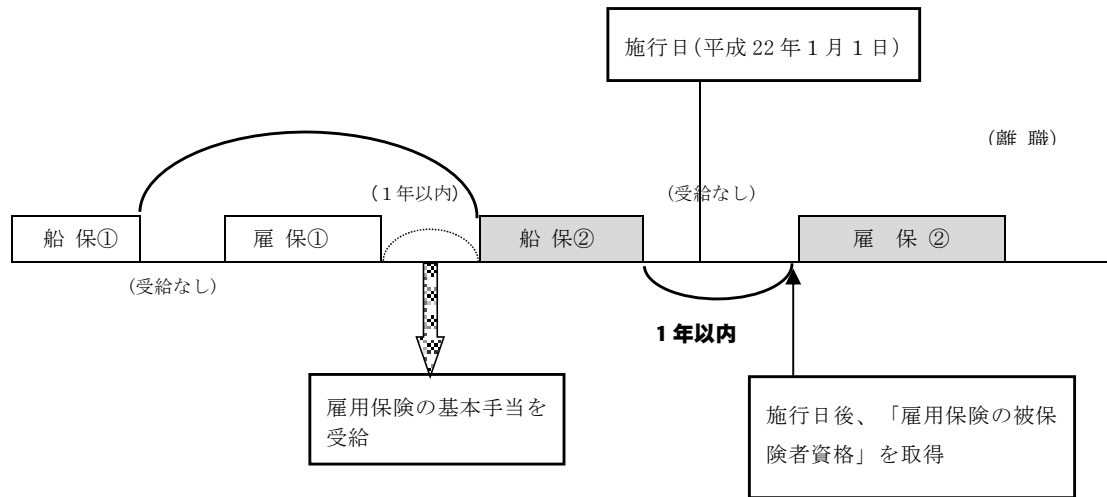 施行日(平成 22 年 1 月 1 日)
(離 職)
(1 年以内)
(受給なし)
船 保①
雇 保①
船 保②
雇 保 ②
(受給なし)
1 年以内
雇用保険の基本手当を
受給
施行日後、「雇用保険の被保
険者資格」を取得